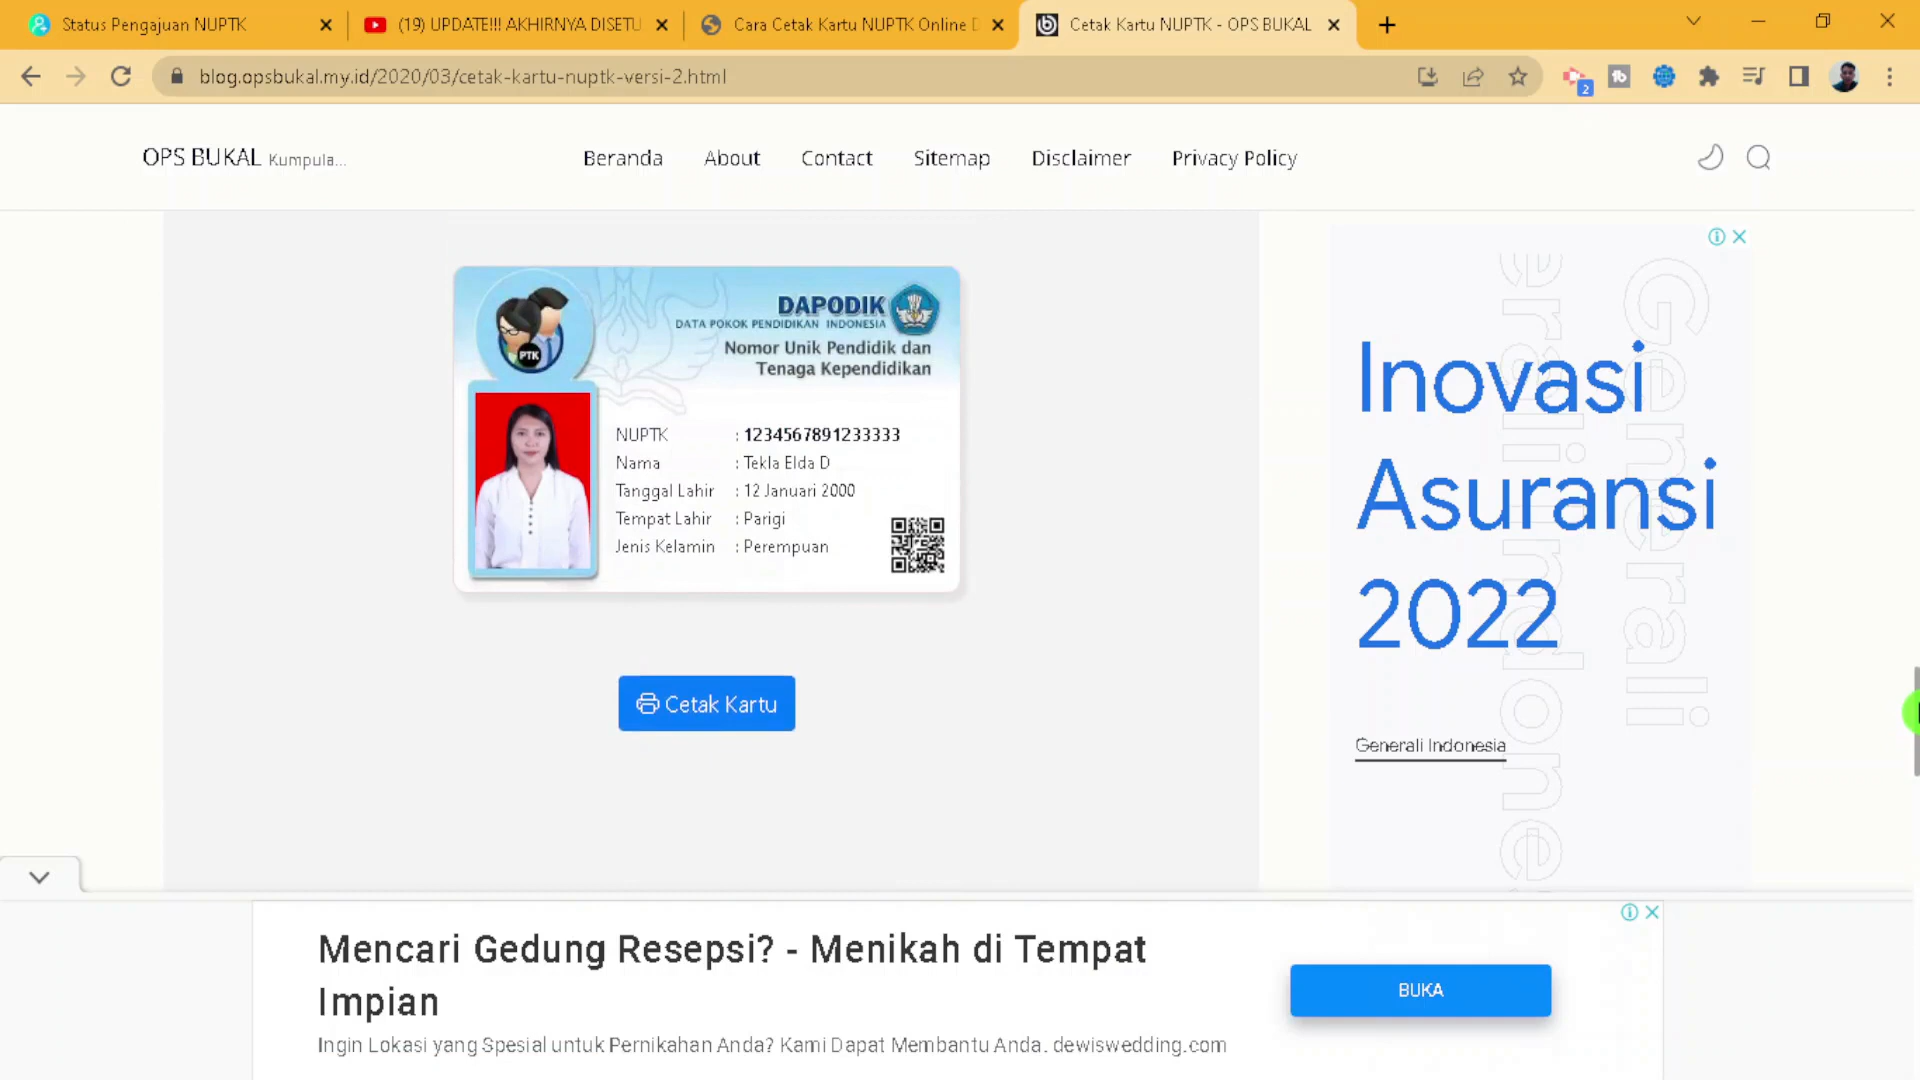 Status Pengajuan NUPTK
(19) UPDATE!!! AKHIRNYA DISETU
Cara Cetak Kartu NUPTK Online D
Cetak Kartu NUPTK - OPS BUKAL
blog.opsbukal.my.id/2020/03/cetak-kartu-nuptk-versi-2.html
2
tb
OPS BUKAL Kumpula...
Beranda
About
Contact
Sitemap
Disclaimer
Privacy Policy
DAPODIK
DATA POKOK PENDIDIKAN INDONESIA
Nomor Unik Pendidik dan
Tenaga Kependidikan
PTK
NUPTK : 1234567891233333
Nama : Tekla Elda D
Tanggal Lahir : 12 Januari 2000
Tempat Lahir : Parigi
Jenis Kelamin : Perempuan
Cetak Kartu
Generali
Inovasi
Asuransi
2022
Generali Indonesia
Mencari Gedung Resepsi? - Menikah di Tempat
Impian
Ingin Lokasi yang Spesial untuk Pernikahan Anda? Kami Dapat Membantu Anda. dewiswedding.com
BUKA